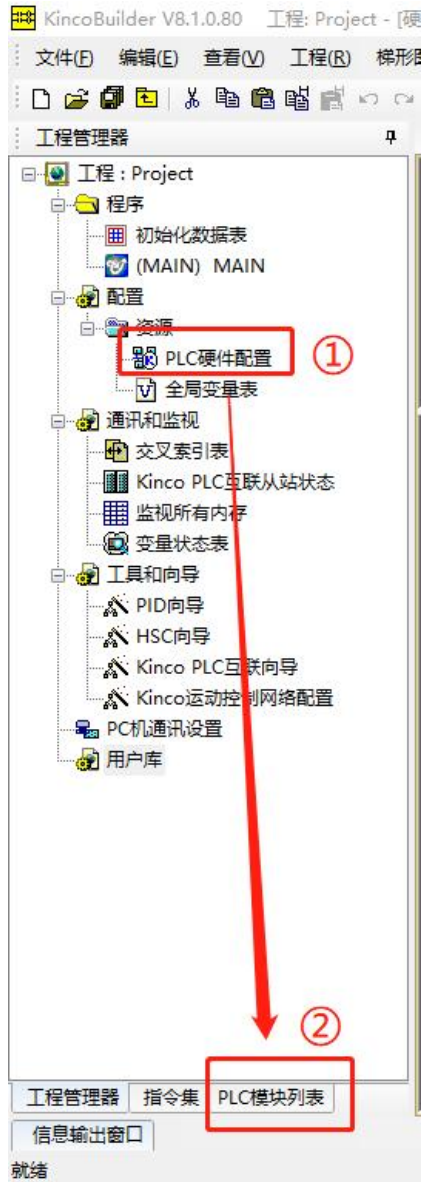 KincoBuilder V8.1.0.80 工程: Project - [硬
文件(F) 编辑(E) 查看(V) 工程(R) 梯形
工程管理器
工程 : Project
程序
初始化数据表
(MAIN) MAIN
配置
资源
PLC硬件配置 ①
全局变量表
通讯和监视
交叉索引表
Kinco PLC互联从站状态
监视所有内存
变量状态表
工具和向导
PID向导
HSC向导
Kinco PLC互联向导
Kinco运动控制网络配置
PC机通讯设置
用户库
②
工程管理器 指令集 PLC模块列表
信息输出窗口
就绪